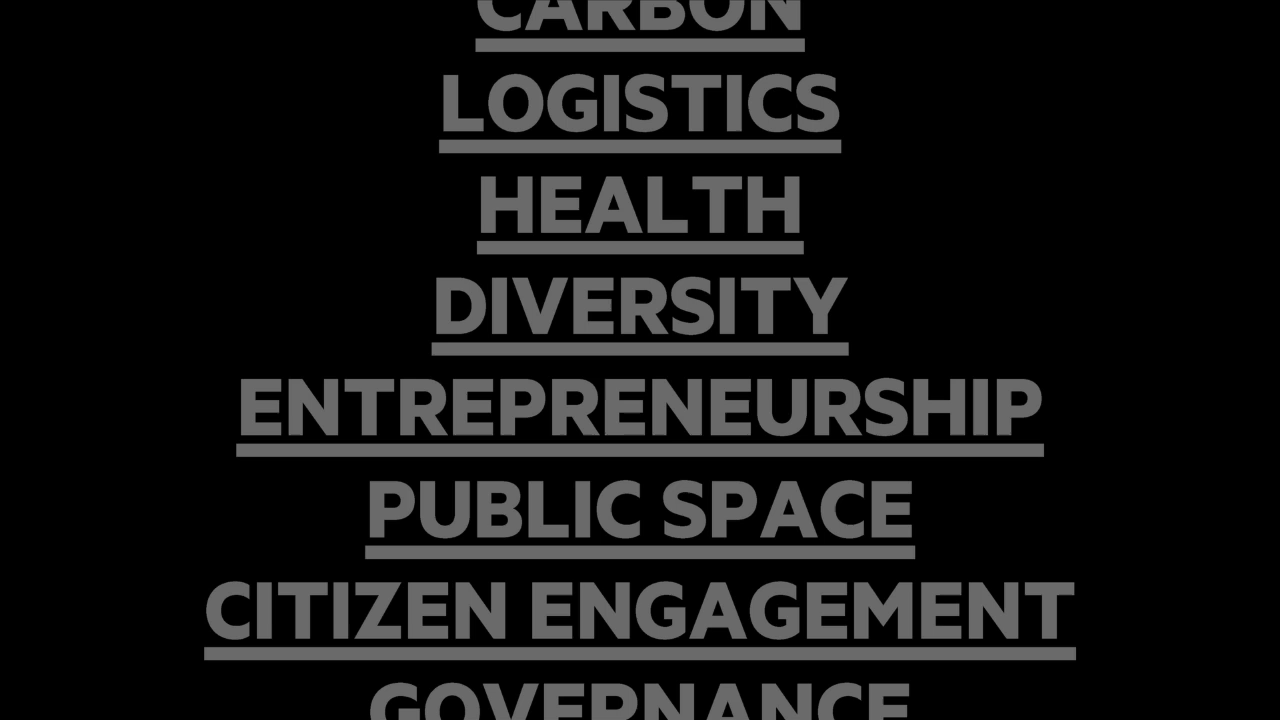 CARBON
LOGISTICS
HEALTH
DIVERSITY
ENTREPRENEURSHIP
PUBLIC SPACE
CITIZEN ENGAGEMENT
GOVERNANCE